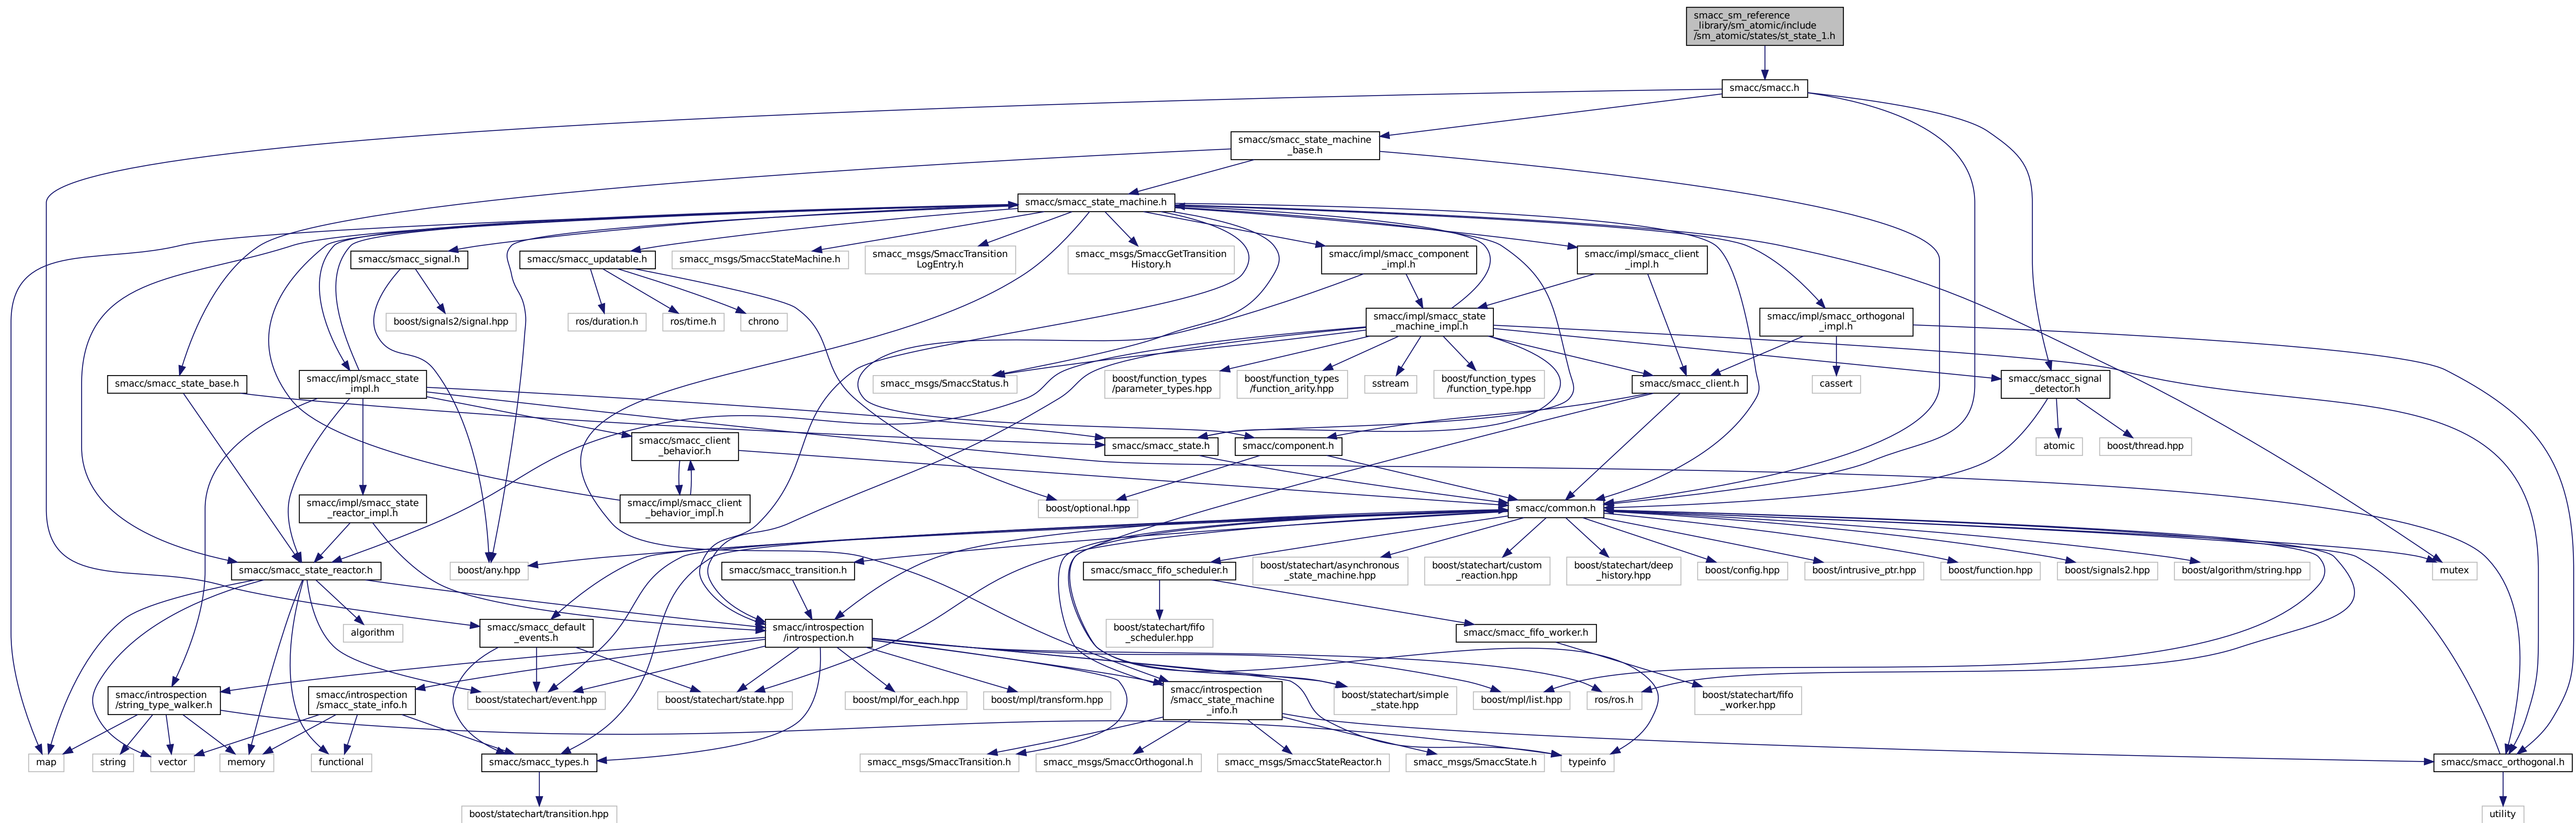 smacc_sm_reference
_library/sm_atomic/include
/sm_atomic/states/st_state_1.h
smacc/smacc.h
smacc/smacc_state_machine
_base.h
smacc/smacc_state_machine.h
smacc/smacc_signal.h
smacc/smacc_updatable.h
smacc_msgs/SmaccStateMachine.h
smacc_msgs/SmaccTransition
LogEntry.h
smacc_msgs/SmaccGetTransition
History.h
smacc/impl/smacc_component
_impl.h
smacc/impl/smacc_client
_impl.h
boost/signals2/signal.hpp
ros/duration.h
ros/time.h
chrono
smacc/impl/smacc_state
_machine_impl.h
smacc/impl/smacc_orthogonal
_impl.h
smacc/smacc_state_base.h
smacc/impl/smacc_state
_impl.h
smacc_msgs/SmaccStatus.h
boost/function_types
/parameter_types.hpp
boost/function_types
/function_arity.hpp
sstream
boost/function_types
/function_type.hpp
smacc/smacc_client.h
cassert
smacc/smacc_signal
_detector.h
smacc/smacc_client
_behavior.h
smacc/smacc_state.h
smacc/component.h
atomic
boost/thread.hpp
smacc/impl/smacc_state
_reactor_impl.h
smacc/impl/smacc_client
_behavior_impl.h
boost/optional.hpp
smacc/common.h
smacc/smacc_state_reactor.h
boost/any.hpp
smacc/smacc_transition.h
smacc/smacc_fifo_scheduler.h
boost/statechart/asynchronous
_state_machine.hpp
boost/statechart/custom
_reaction.hpp
boost/statechart/deep
_history.hpp
boost/config.hpp
boost/intrusive_ptr.hpp
boost/function.hpp
boost/signals2.hpp
boost/algorithm/string.hpp
mutex
algorithm
smacc/smacc_default
_events.h
smacc/introspection
/introspection.h
boost/statechart/fifo
_scheduler.hpp
smacc/smacc_fifo_worker.h
smacc/introspection
/string_type_walker.h
smacc/introspection
/smacc_state_info.h
boost/statechart/event.hpp
boost/statechart/state.hpp
boost/mpl/for_each.hpp
boost/mpl/transform.hpp
smacc/introspection
/smacc_state_machine
_info.h
boost/statechart/simple
_state.hpp
boost/mpl/list.hpp
ros/ros.h
boost/statechart/fifo
_worker.hpp
map
string
vector
memory
functional
smacc/smacc_types.h
smacc_msgs/SmaccTransition.h
smacc_msgs/SmaccOrthogonal.h
smacc_msgs/SmaccStateReactor.h
smacc_msgs/SmaccState.h
typeinfo
smacc/smacc_orthogonal.h
boost/statechart/transition.hpp
utility